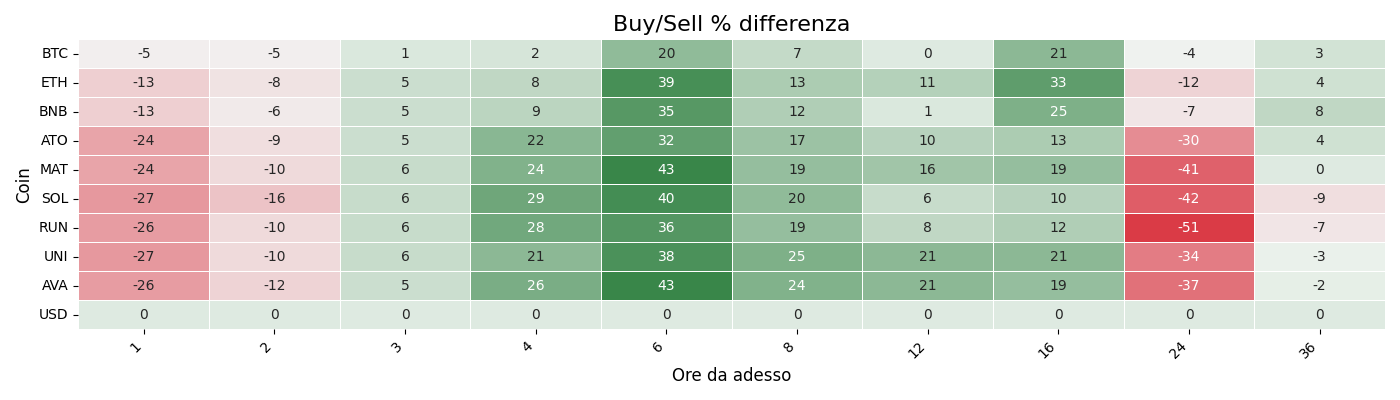 Buy/Sell % differenza
Coin
BTC -5 -5 1 2 20 7 0 21 -4 3
ETH -13 -8 5 8 39 13 11 33 -12 4
BNB -13 -6 5 9 35 12 1 25 -7 8
ATO -24 -9 5 22 32 17 10 13 -30 4
MAT -24 -10 6 24 43 19 16 19 -41 0
SOL -27 -16 6 29 40 20 6 10 -42 -9
RUN -26 -10 6 28 36 19 8 12 -51 -7
UNI -27 -10 6 21 38 25 21 21 -34 -3
AVA -26 -12 5 26 43 24 21 19 -37 -2
USD 0 0 0 0 0 0 0 0 0 0
1 2 3 4 6 8 12 16 24 36
Ore da adesso